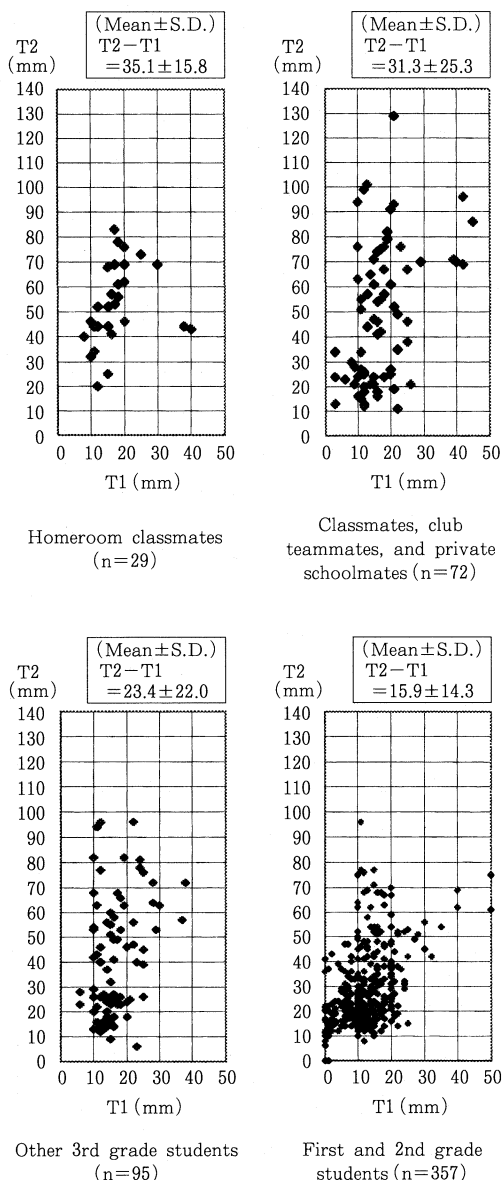 (Mean±S.D.)
T2−T1
=35.1±15.8
T2
(mm)
140
130
120
110
100
90
80
70
60
50
40
30
20
10
0
0 10 20 30 40 50
T1 (mm)
Homeroom classmates
(n=29)
(Mean±S.D.)
T2−T1
=31.3±25.3
T2
(mm)
140
130
120
110
100
90
80
70
60
50
40
30
20
10
0
0 10 20 30 40 50
T1 (mm)
Classmates, club
teammates, and private
schoolmates (n=72)
(Mean±S.D.)
T2−T1
=23.4±22.0
T2
(mm)
140
130
120
110
100
90
80
70
60
50
40
30
20
10
0
0 10 20 30 40 50
T1 (mm)
Other 3rd grade students
(n=95)
(Mean±S.D.)
T2−T1
=15.9±14.3
T2
(mm)
140
130
120
110
100
90
80
70
60
50
40
30
20
10
0
0 10 20 30 40 50
T1 (mm)
First and 2nd grade
students (n=357)